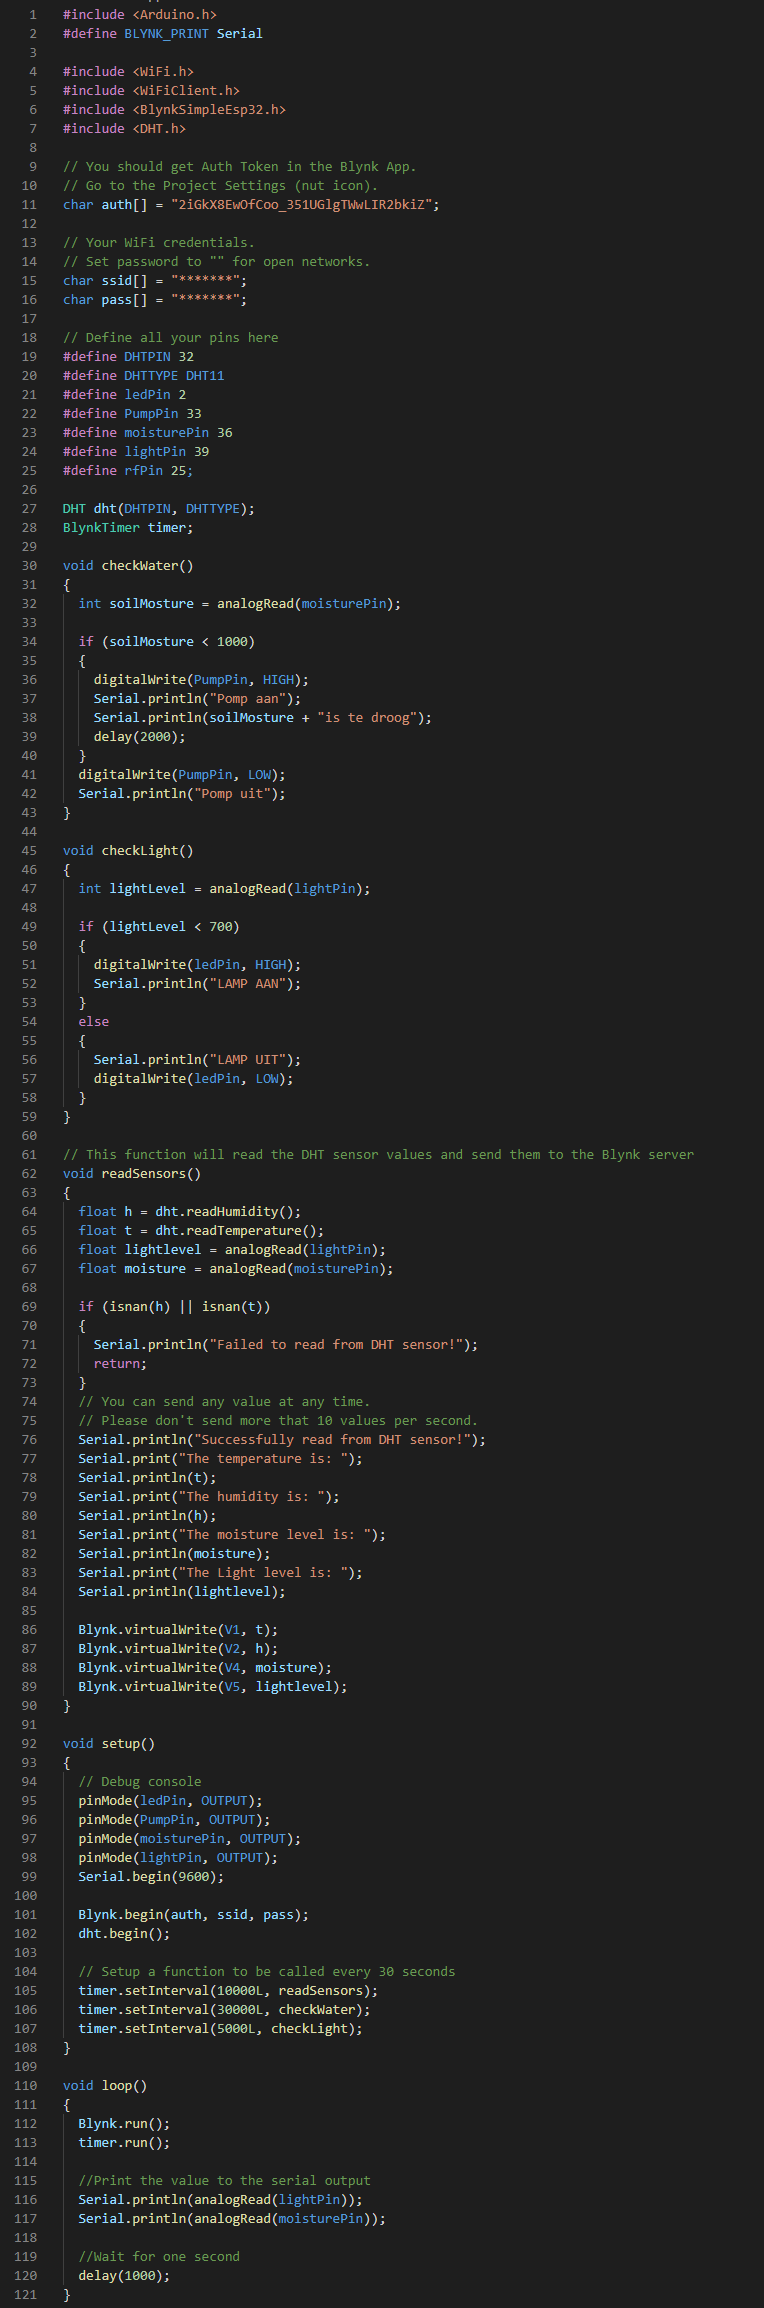 1 #include <Arduino.h>
2 #define BLYNK_PRINT Serial
3
4 #include <WiFi.h>
5 #include <WiFiClient.h>
6 #include <BlynkSimpleEsp32.h>
7 #include <DHT.h>
8
9 // You should get Auth Token in the Blynk App.
10 // Go to the Project Settings (nut icon).
11 char auth[] = "2iGkX8EwOfCoo_351UGlgTWwLIR2bkiZ";
12
13 // Your WiFi credentials.
14 // Set password to "" for open networks.
15 char ssid[] = "*******";
16 char pass[] = "*******";
17
18 // Define all your pins here
19 #define DHTPIN 32
20 #define DHTTYPE DHT11
21 #define ledPin 2
22 #define PumpPin 33
23 #define moisturePin 36
24 #define lightPin 39
25 #define rfPin 25;
26
27 DHT dht(DHTPIN, DHTTYPE);
28 BlynkTimer timer;
29
30 void checkWater()
31 {
32   int soilMosture = analogRead(moisturePin);
33
34   if (soilMosture < 1000)
35   {
36     digitalWrite(PumpPin, HIGH);
37     Serial.println("Pomp aan");
38     Serial.println(soilMosture + "is te droog");
39     delay(2000);
40   }
41   digitalWrite(PumpPin, LOW);
42   Serial.println("Pomp uit");
43 }
44
45 void checkLight()
46 {
47   int lightLevel = analogRead(lightPin);
48
49   if (lightLevel < 700)
50   {
51     digitalWrite(ledPin, HIGH);
52     Serial.println("LAMP AAN");
53   }
54   else
55   {
56     Serial.println("LAMP UIT");
57     digitalWrite(ledPin, LOW);
58   }
59 }
60
61 // This function will read the DHT sensor values and send them to the Blynk server
62 void readSensors()
63 {
64   float h = dht.readHumidity();
65   float t = dht.readTemperature();
66   float lightlevel = analogRead(lightPin);
67   float moisture = analogRead(moisturePin);
68
69   if (isnan(h) || isnan(t))
70   {
71     Serial.println("Failed to read from DHT sensor!");
72     return;
73   }
74   // You can send any value at any time.
75   // Please don't send more that 10 values per second.
76   Serial.println("Successfully read from DHT sensor!");
77   Serial.print("The temperature is: ");
78   Serial.println(t);
79   Serial.print("The humidity is: ");
80   Serial.println(h);
81   Serial.print("The moisture level is: ");
82   Serial.println(moisture);
83   Serial.print("The Light level is: ");
84   Serial.println(lightlevel);
85
86   Blynk.virtualWrite(V1, t);
87   Blynk.virtualWrite(V2, h);
88   Blynk.virtualWrite(V4, moisture);
89   Blynk.virtualWrite(V5, lightlevel);
90 }
91
92 void setup()
93 {
94   // Debug console
95   pinMode(ledPin, OUTPUT);
96   pinMode(PumpPin, OUTPUT);
97   pinMode(moisturePin, OUTPUT);
98   pinMode(lightPin, OUTPUT);
99   Serial.begin(9600);
100
101   Blynk.begin(auth, ssid, pass);
102   dht.begin();
103
104   // Setup a function to be called every 30 seconds
105   timer.setInterval(10000L, readSensors);
106   timer.setInterval(30000L, checkWater);
107   timer.setInterval(5000L, checkLight);
108 }
109
110 void loop()
111 {
112   Blynk.run();
113   timer.run();
114
115   //Print the value to the serial output
116   Serial.println(analogRead(lightPin));
117   Serial.println(analogRead(moisturePin));
118
119   //Wait for one second
120   delay(1000);
121 }